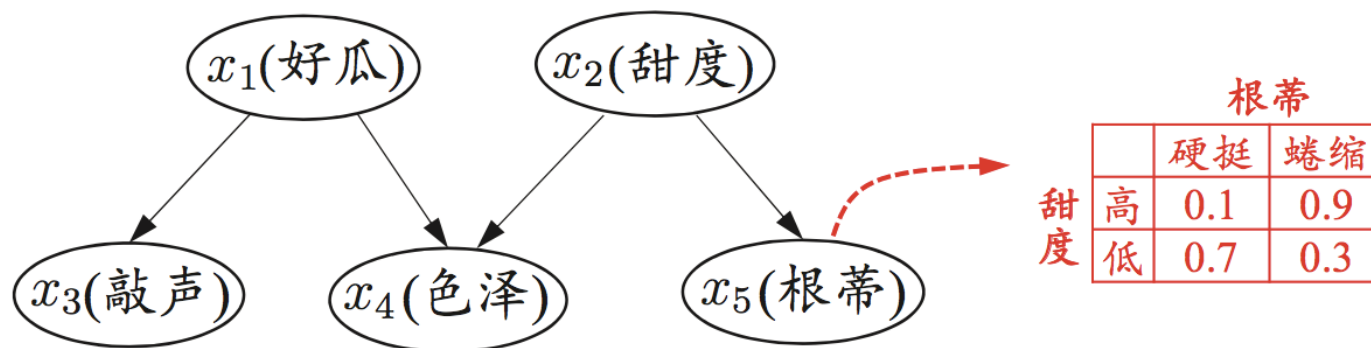 x₁(好瓜) x₂(甜度)
x₃(敲声) x₄(色泽) x₅(根蒂)
根蒂
硬挺 蜷缩
甜度
高 0.1 0.9
低 0.7 0.3